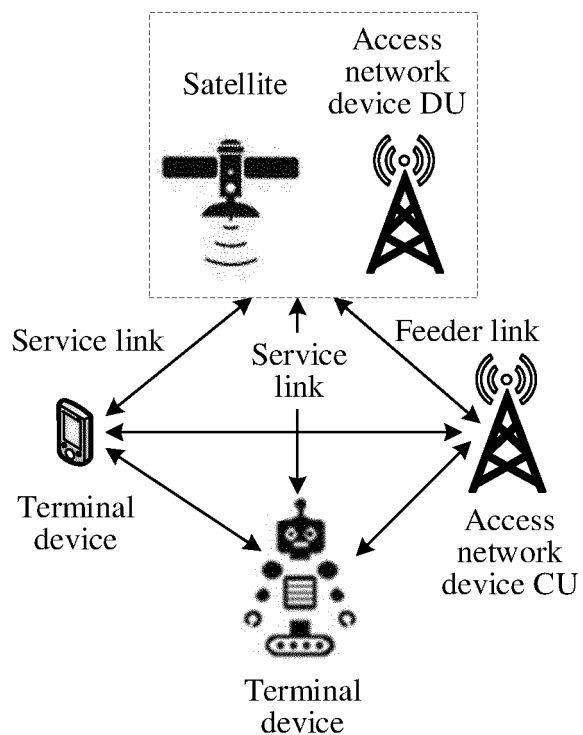 Satellite
Access
network
device DU
Service link
Service
link
Feeder link
Terminal
device
Access
network
device CU
Terminal
device